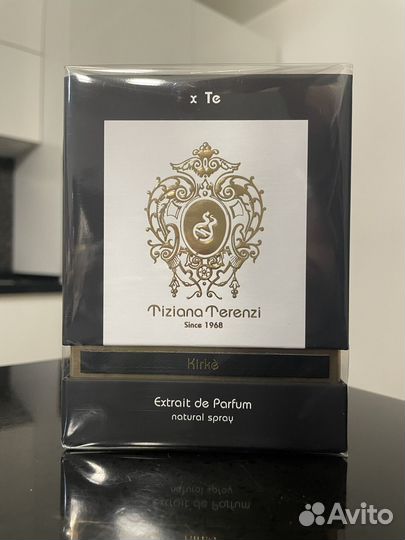 x Te
Tiziana Terenzi
Since 1968
Kirkè
Extrait de Parfum
natural spray
Avito